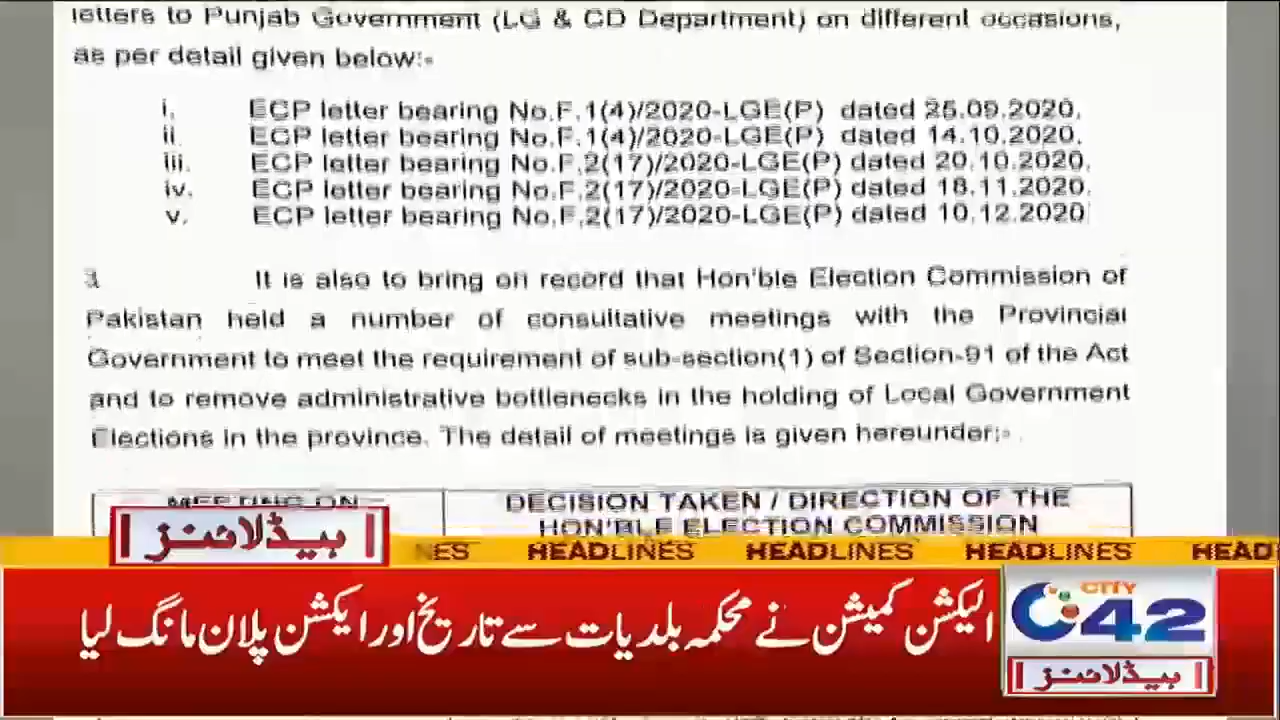 letters to Punjab Government (LG & CD Department) on different occasions,
as per detail given below:-
i. ECP letter bearing No.F.1(4)/2020-LGE(P) dated 25.09.2020.
ii. ECP letter bearing No.F.1(4)/2020-LGE(P) dated 14.10.2020.
iii. ECP letter bearing No.F.2(17)/2020-LGE(P) dated 20.10.2020.
iv. ECP letter bearing No.F.2(17)/2020-LGE(P) dated 18.11.2020.
v. ECP letter bearing No.F.2(17)/2020-LGE(P) dated 10.12.2020
3 It is also to bring on record that Hon'ble Election Commission of
Pakistan held a number of consultative meetings with the Provincial
Government to meet the requirement of sub-section(1) of Section-91 of the Act
and to remove administrative bottlenecks in the holding of Local Government
Elections in the province. The detail of meetings is given hereunder:-
MEETING ON
DECISION TAKEN / DIRECTION OF THE
HON'BLE ELECTION COMMISSION
ہیڈلائنز
NES HEADLINES HEADLINES HEADLINES HEAD
الیکشن کمیشن نے محکمہ بلدیات سے تاریخ اور ایکشن پلان مانگ لیا
CITY
42
ہیڈلائنز